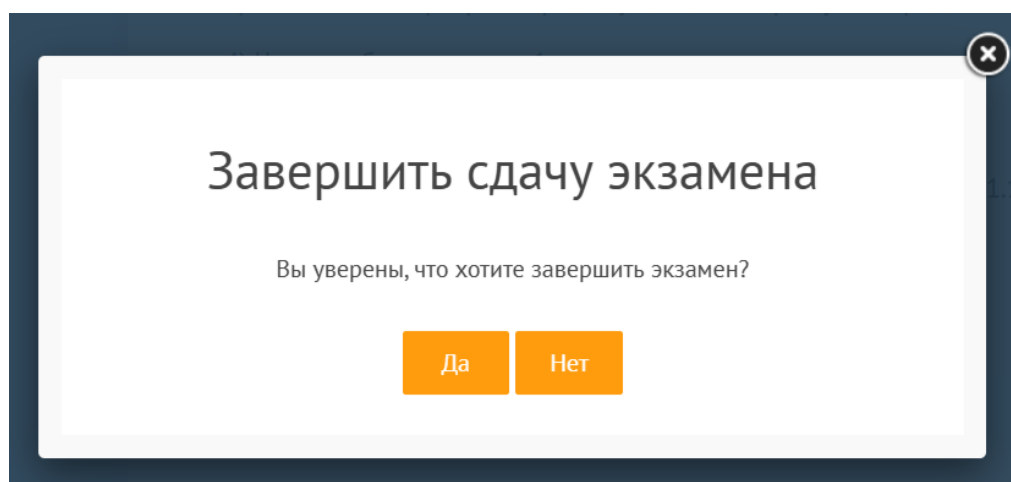 Завершить сдачу экзамена
Вы уверены, что хотите завершить экзамен?
Да Нет